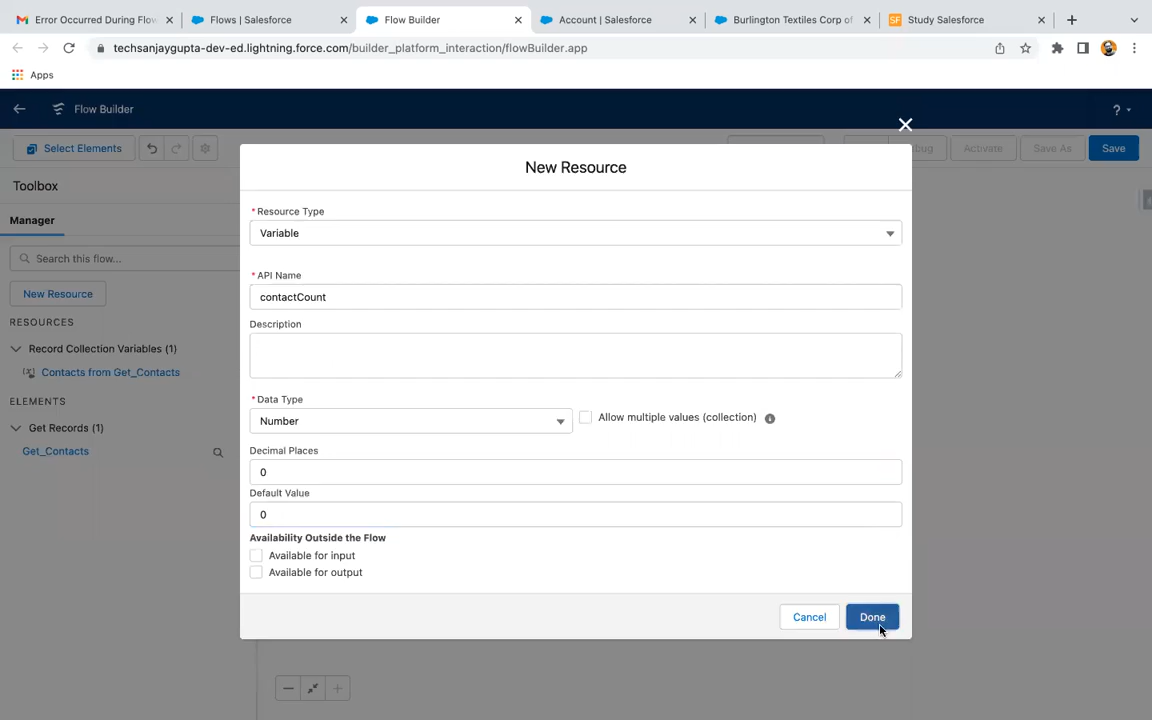 Error Occurred During Flow
Flows | Salesforce
Flow Builder
Account | Salesforce
Burlington Textiles Corp of
SF Study Salesforce
techsanjaygupta-dev-ed.lightning.force.com/builder_platform_interaction/flowBuilder.app
Apps
Flow Builder
?
Select Elements
Activate
Save As
Save
Toolbox
Manager
Search this flow...
New Resource
RESOURCES
Record Collection Variables (1)
Contacts from Get_Contacts
ELEMENTS
Get Records (1)
Get_Contacts
New Resource
* Resource Type
Variable
* API Name
contactCount
Description
* Data Type
Number
Allow multiple values (collection)
Decimal Places
0
Default Value
0
Availability Outside the Flow
Available for input
Available for output
Cancel
Done